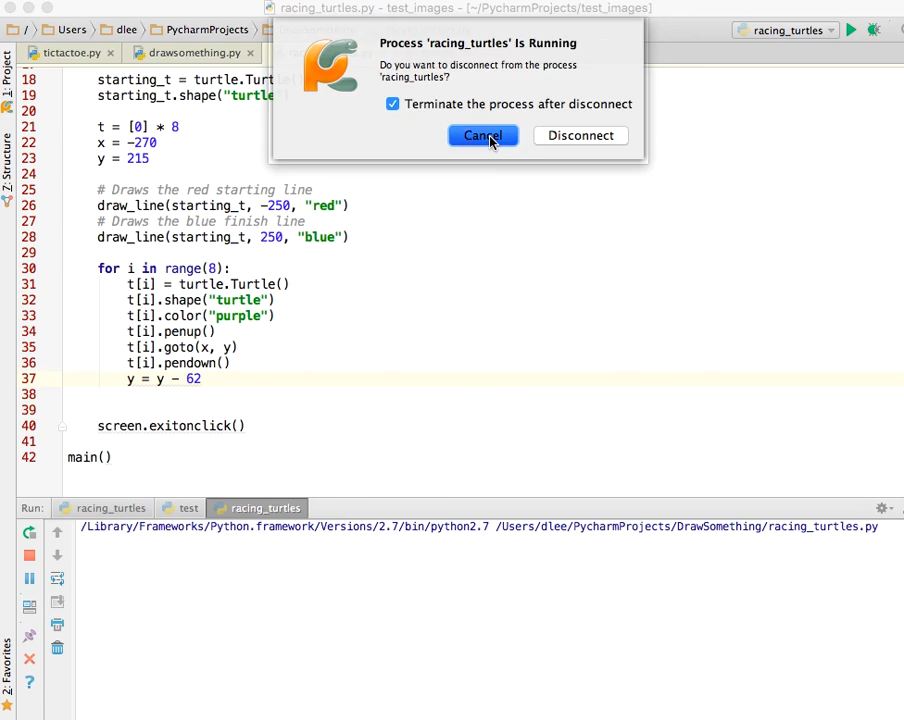 racing_turtles.py - test_images - [~/PycharmProjects/test_images]
/ Users dlee PycharmProjects
racing_turtles
tictactoe.py drawsomething.py
Process 'racing_turtles' Is Running
Do you want to disconnect from the process
'racing_turtles'?
Terminate the process after disconnect
Cancel Disconnect
1: Project
Z: Structure
18 starting_t = turtle.Turt
19 starting_t.shape("turtle"
20
21 t = [0] * 8
22 x = -270
23 y = 215
24
25 # Draws the red starting line
26 draw_line(starting_t, -250, "red")
27 # Draws the blue finish line
28 draw_line(starting_t, 250, "blue")
29
30 for i in range(8):
31 t[i] = turtle.Turtle()
32 t[i].shape("turtle")
33 t[i].color("purple")
34 t[i].penup()
35 t[i].goto(x, y)
36 t[i].pendown()
37 y = y - 62
38
39
40 screen.exitonclick()
41
42 main()
Run: racing_turtles test racing_turtles
/Library/Frameworks/Python.framework/Versions/2.7/bin/python2.7 /Users/dlee/PycharmProjects/DrawSomething/racing_turtles.py
2: Favorites